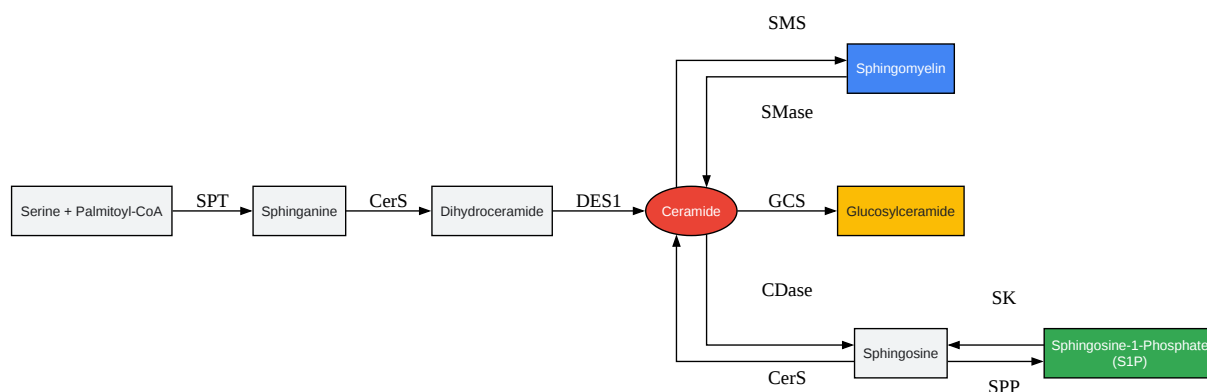 SMS
Sphingomyelin
SMase
Serine + Palmitoyl-CoA
SPT
Sphinganine
CerS
Dihydroceramide
DES1
Ceramide
GCS
Glucosylceramide
CDase
SK
Sphingosine
Sphingosine-1-Phosphate
(S1P)
CerS
SPP